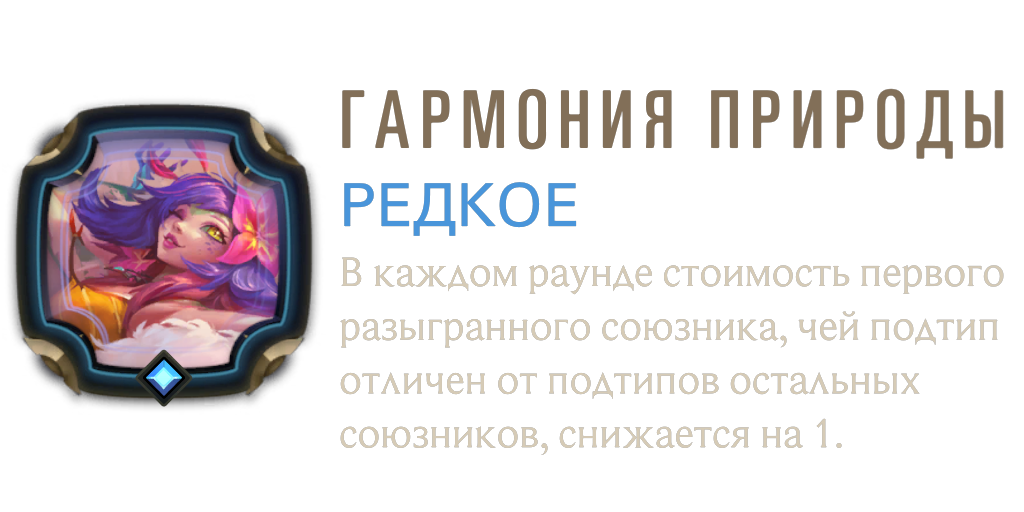 ГАРМОНИЯ ПРИРОДЫ
РЕДКОЕ
В каждом раунде стоимость первого
разыгранного союзника, чей подтип
отличен от подтипов остальных
союзников, снижается на 1.